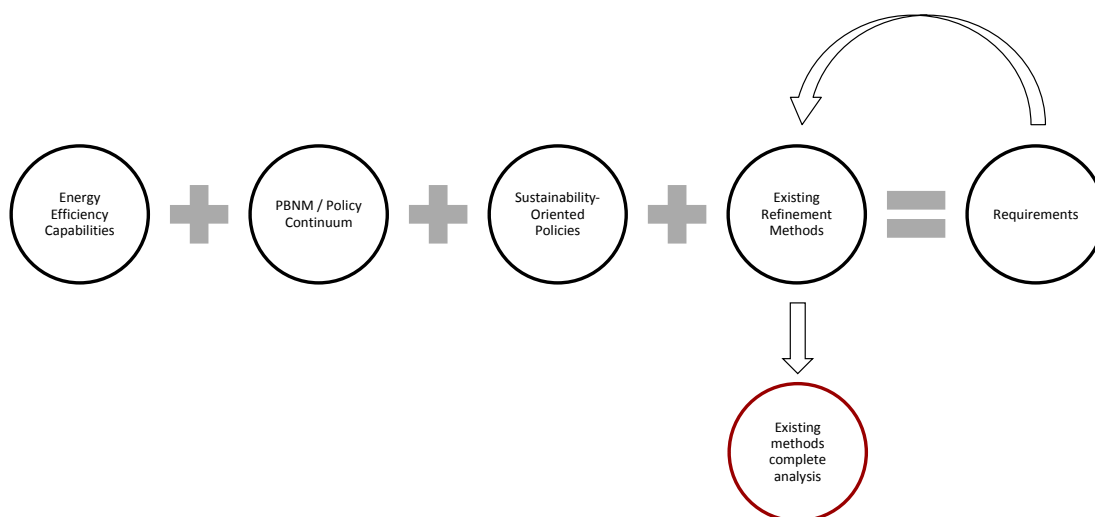 Energy
Efficiency
Capabilities
PBNM / Policy
Continuum
Sustainability-
Oriented
Policies
Existing
Refinement
Methods
Requirements
Existing
methods
complete
analysis